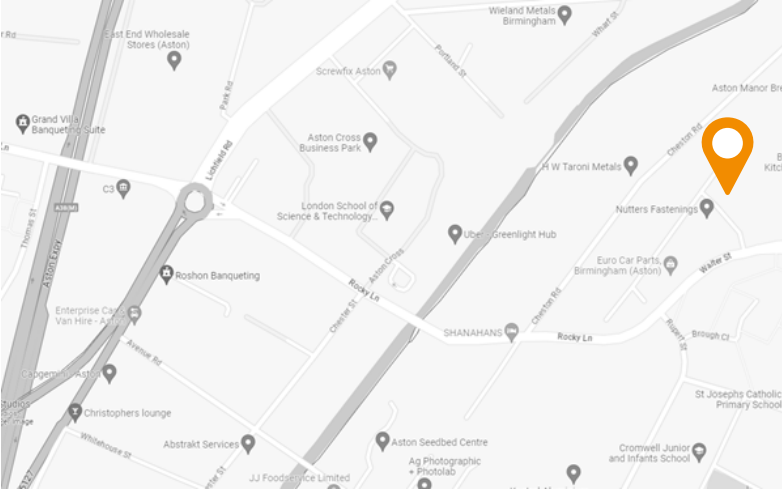 Wieland Metals
Birmingham
Wharf St
East End Wholesale
Stores (Aston)
Portland St
Screwfix Aston
Aston Manor Bre
Park Rd
Grand Villa
Banqueting Suite
Cheston Rd
Aston Cross
Business Park
Lichfield Rd
H W Taroni Metals
C3
A38(M)
Thomas St
London School of
Science & Technology...
Nutters Fastenings
Uber Greenlight Hub
Aston Expy
Walter St
Euro Car Parts,
Birmingham (Aston)
Aston Cross
Roshon Banqueting
Rocky Ln
Cheston Rd
Enterprise Car &
Van Hire - Aston
Chester St
SHANAHANS
Rocky Ln
Rupert St
Brough Cl
Avenue Rd
Capgemini Aston
St Josephs Catholic
Primary School
Studios
Christophers lounge
Whitehouse St
Abstrakt Services
Aston Seedbed Centre
Cromwell Junior
and Infants School
Ag Photographic
+ Photolab
JJ Foodservice Limited